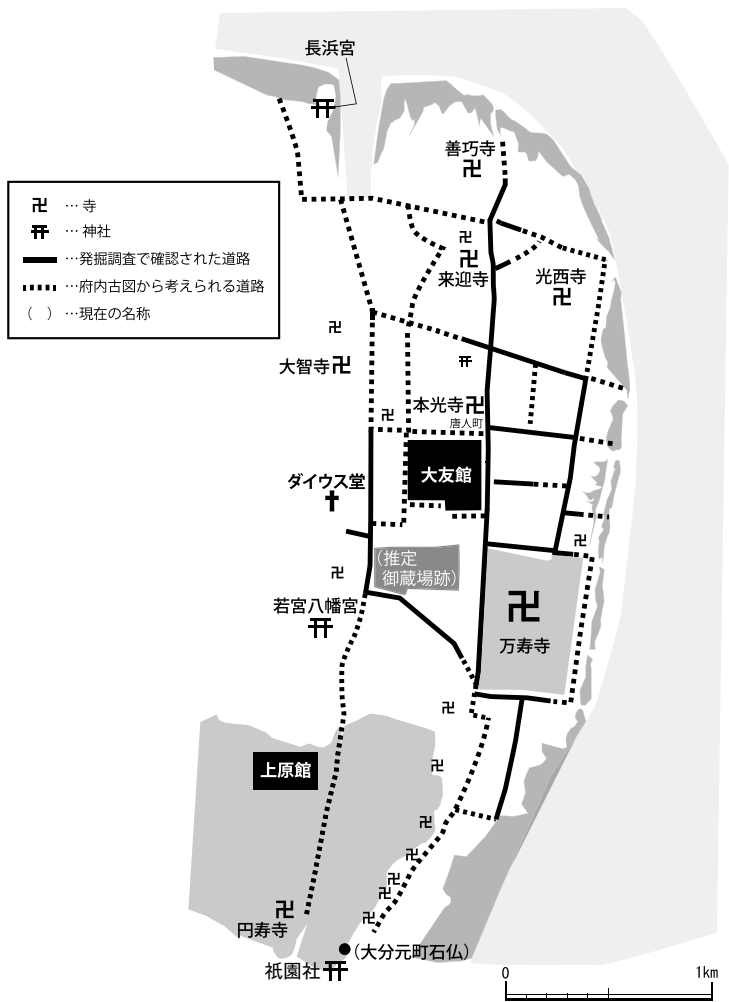 長浜宮
善巧寺
来迎寺
光西寺
… 寺
… 神社
…発掘調査で確認された道路
…府内古図から考えられる道路
（　）…現在の名称
大智寺
本光寺
唐人町
大友館
ダイウス堂
（推定
御蔵場跡）
若宮八幡宮
万寿寺
上原館
円寿寺
（大分元町石仏）
祇園社
0 1km